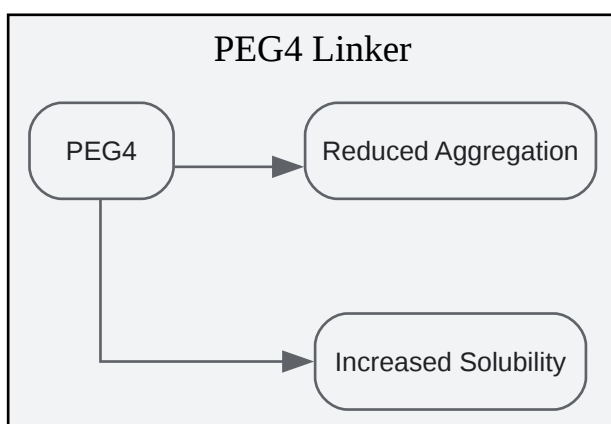 PEG4 Linker
PEG4
Reduced Aggregation
Increased Solubility